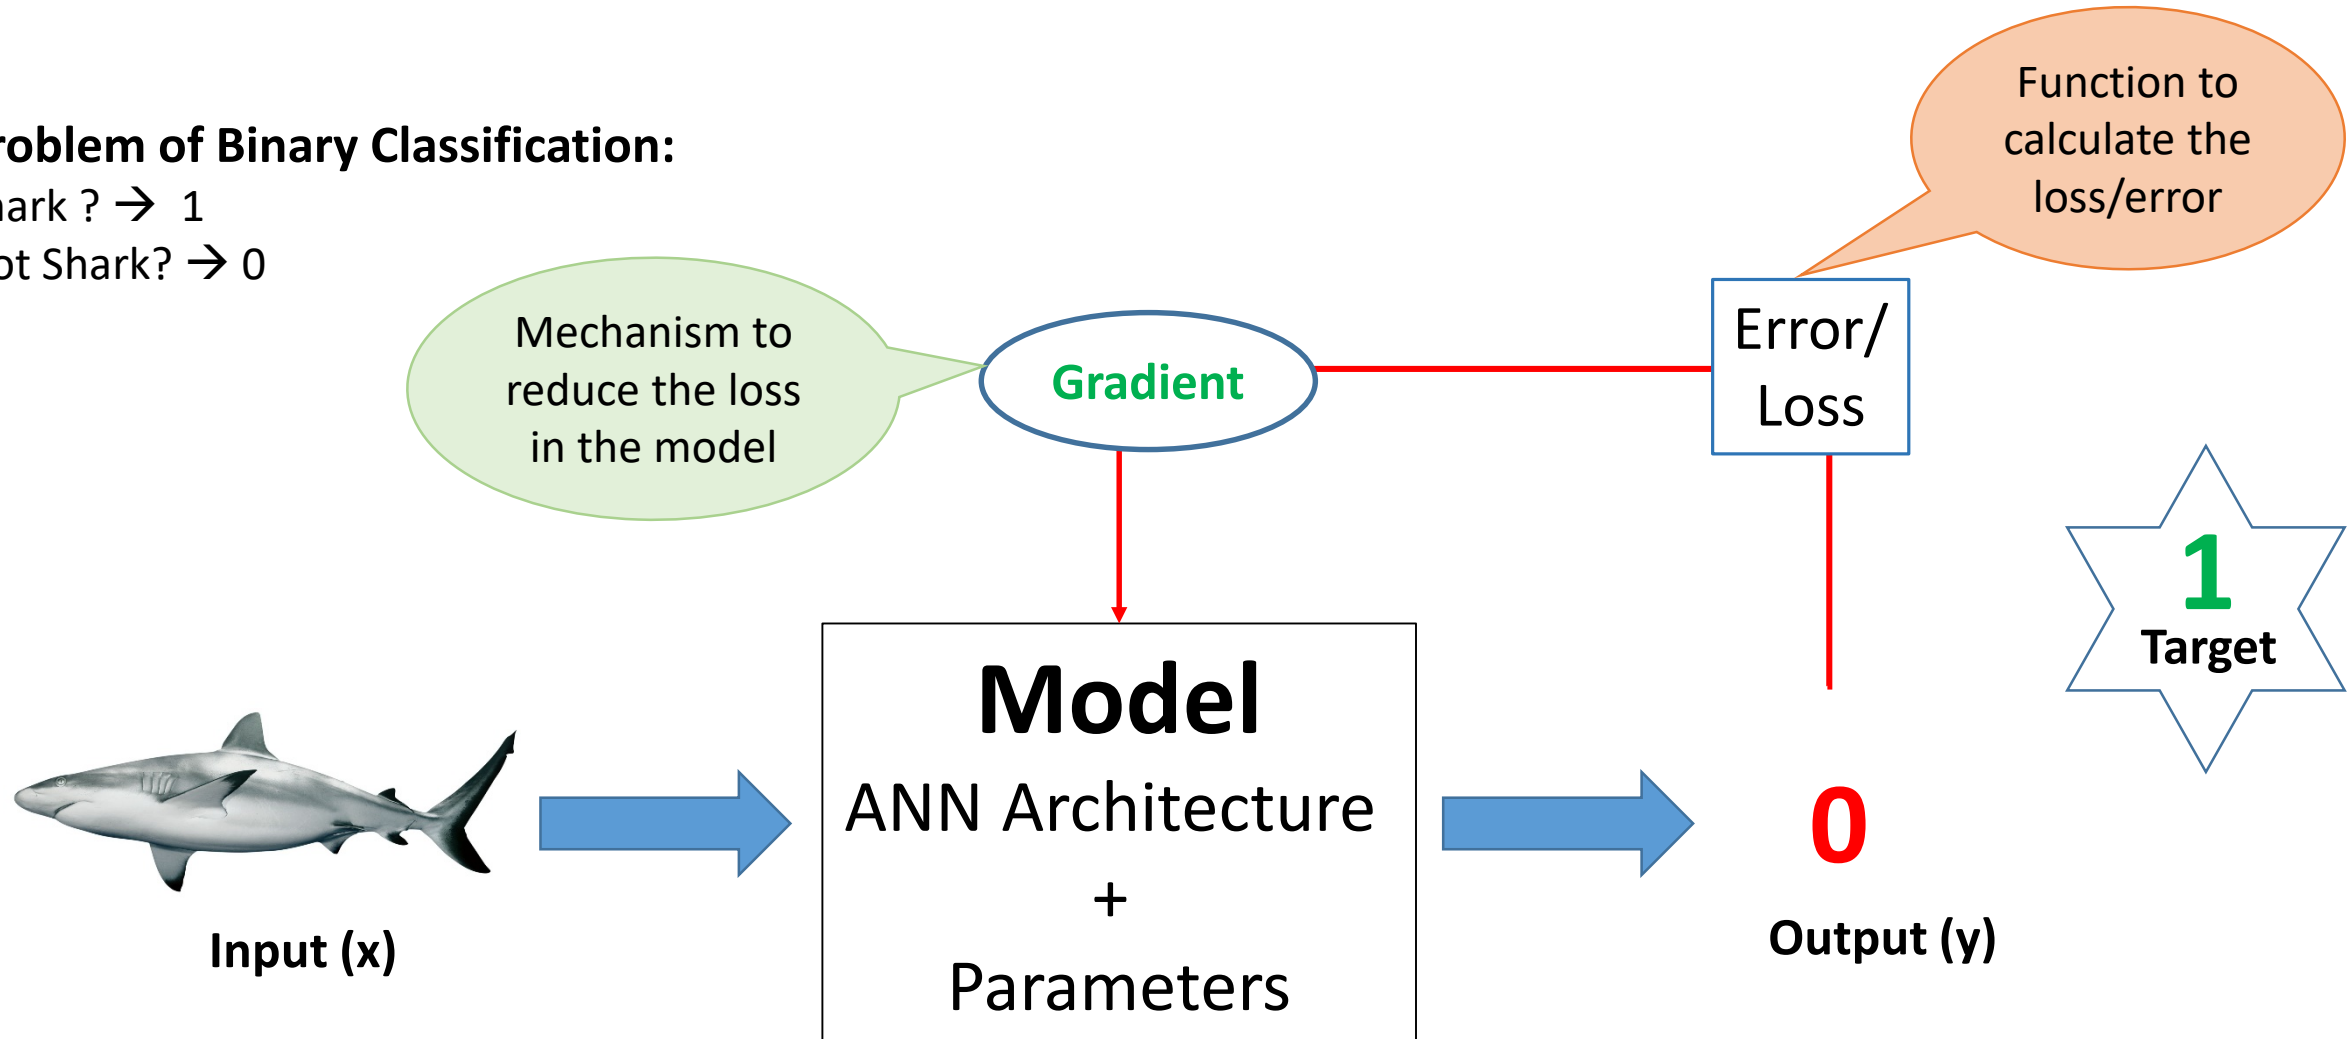 roblem of Binary Classification:
ark ? → 1
ot Shark? → 0
Function to
calculate the
loss/error
Mechanism to
reduce the loss
in the model
Gradient
Error/
Loss
1
Target
Model
ANN Architecture
+
Parameters
0
Input (x)
Output (y)